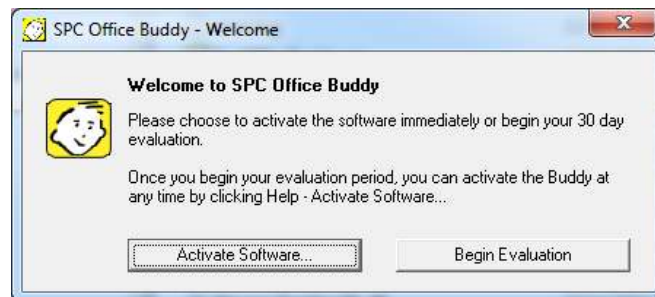 SPC Office Buddy - Welcome
Welcome to SPC Office Buddy
Please choose to activate the software immediately or begin your 30 day
evaluation.
Once you begin your evaluation period, you can activate the Buddy at
any time by clicking Help - Activate Software...
Activate Software...
Begin Evaluation